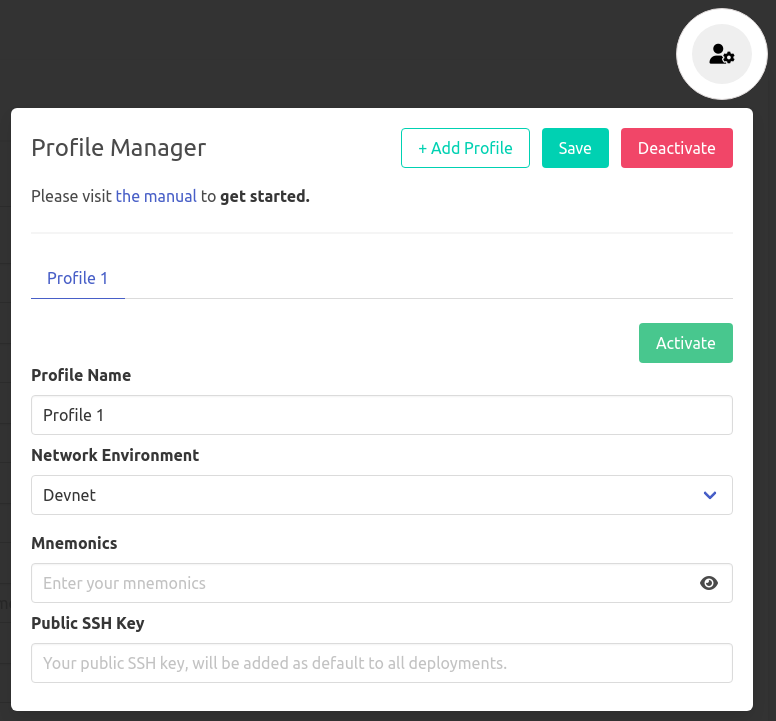 Profile Manager
+ Add Profile
Save
Deactivate
Please visit the manual to get started.
Profile 1
Activate
Profile Name
Profile 1
Network Environment
Devnet
Mnemonics
Enter your mnemonics
Public SSH Key
Your public SSH key, will be added as default to all deployments.